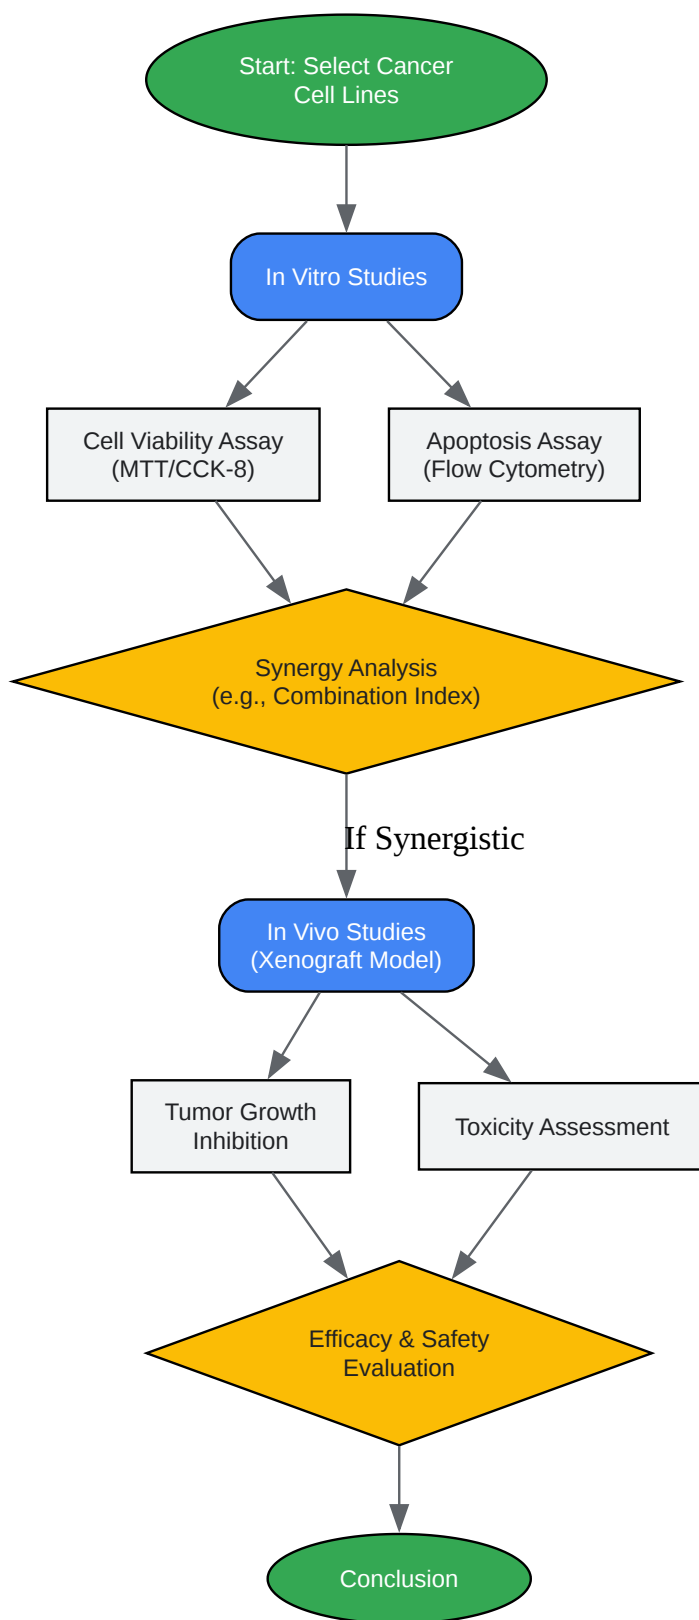 Start: Select Cancer
Cell Lines
In Vitro Studies
Cell Viability Assay
(MTT/CCK-8)
Apoptosis Assay
(Flow Cytometry)
Synergy Analysis
(e.g., Combination Index)
If Synergistic
In Vivo Studies
(Xenograft Model)
Tumor Growth
Inhibition
Toxicity Assessment
Efficacy & Safety
Evaluation
Conclusion